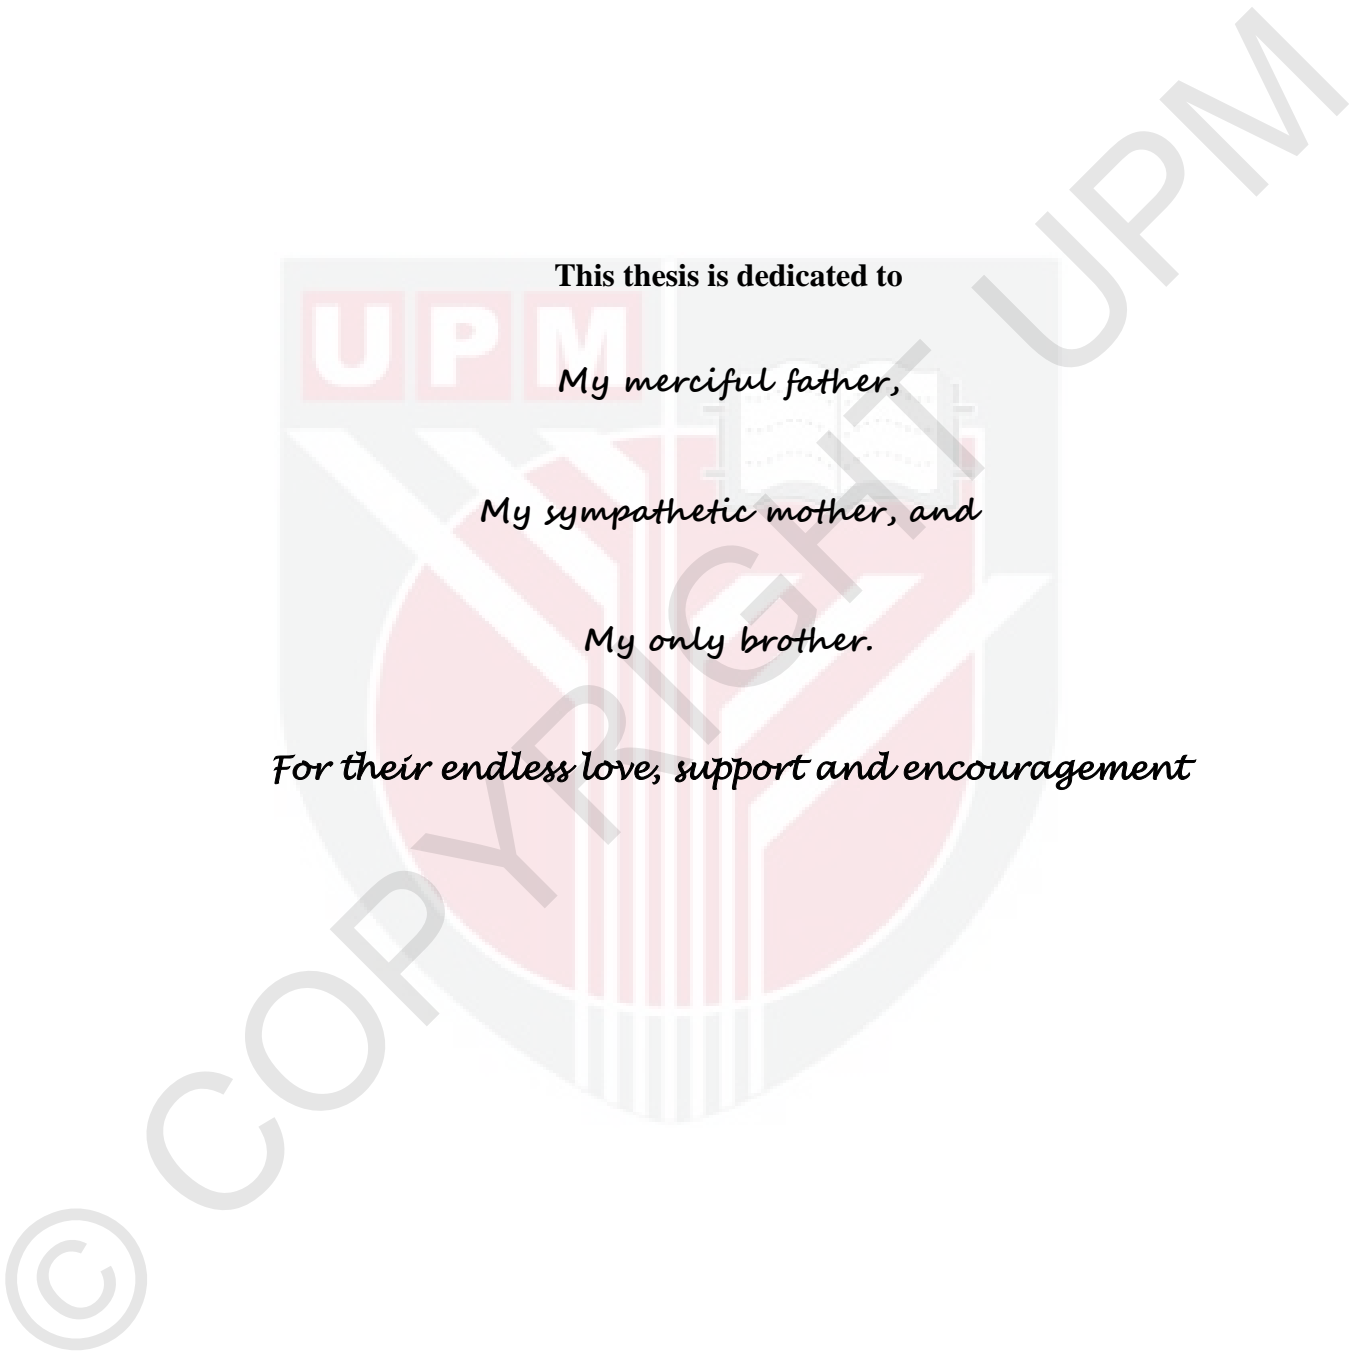 This thesis is dedicated to
UPM
My merciful father,
My sympathetic mother, and
My only brother.
For their endless love, support and encouragement
© COPYRIGHT UPM